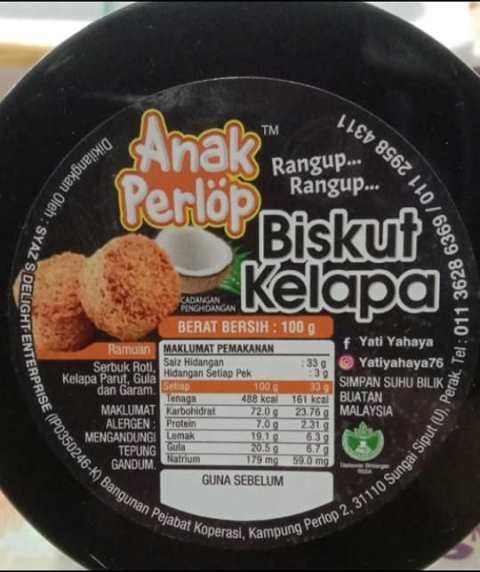 Anak
Perlöp™
Rangup...
Rangup...
Biskut
Kelapa
CADANGAN
PENGHIDANGAN
BERAT BERSIH : 100 g
Ramuan
Serbuk Roti,
Kelapa Parut, Gula
dan Garam.
MAKLUMAT
ALERGEN :
MENGANDUNGI
TEPUNG
GANDUM.
MAKLUMAT PEMAKANAN
Saiz Hidangan : 33 g
Hidangan Setiap Pek : 3 g
Setiap 100 g 33 g
Tenaga 488 kcal 161 kcal
Karbohidrat 72.0 g 23.76 g
Protein 7.0 g 2.31 g
Lemak 19.1 g 6.3 g
Gula 20.5 g 6.7 g
Natrium 179 mg 59.0 mg
GUNA SEBELUM
f Yati Yahaya
Yatiyahaya76
SIMPAN SUHU BILIK
BUATAN
MALAYSIA
Dikilangkan Oleh : SYAZ'S DELIGHT ENTERPRISE (IP0350246-K) Bangunan Pejabat Koperasi, Kampung Perlop 2, 31110 Sungai Siput (U), Perak. Tel : 011 3628 6369 / 011 2958 4311